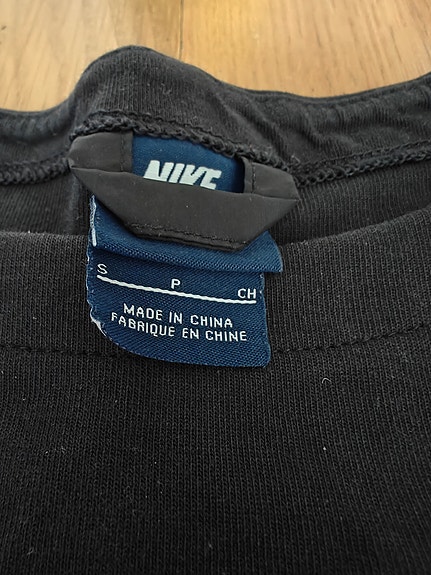 NIKE
S P CH
MADE IN CHINA
FABRIQUE EN CHINE